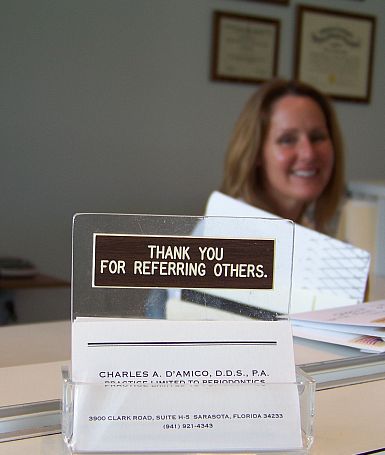 THANK YOU
FOR REFERRING OTHERS.
CHARLES A. D'AMICO, D.D.S., P.A.
PRACTICE LIMITED TO PERIODONTICS
3900 CLARK ROAD, SUITE H-5 SARASOTA, FLORIDA 34233
(941) 921-4343